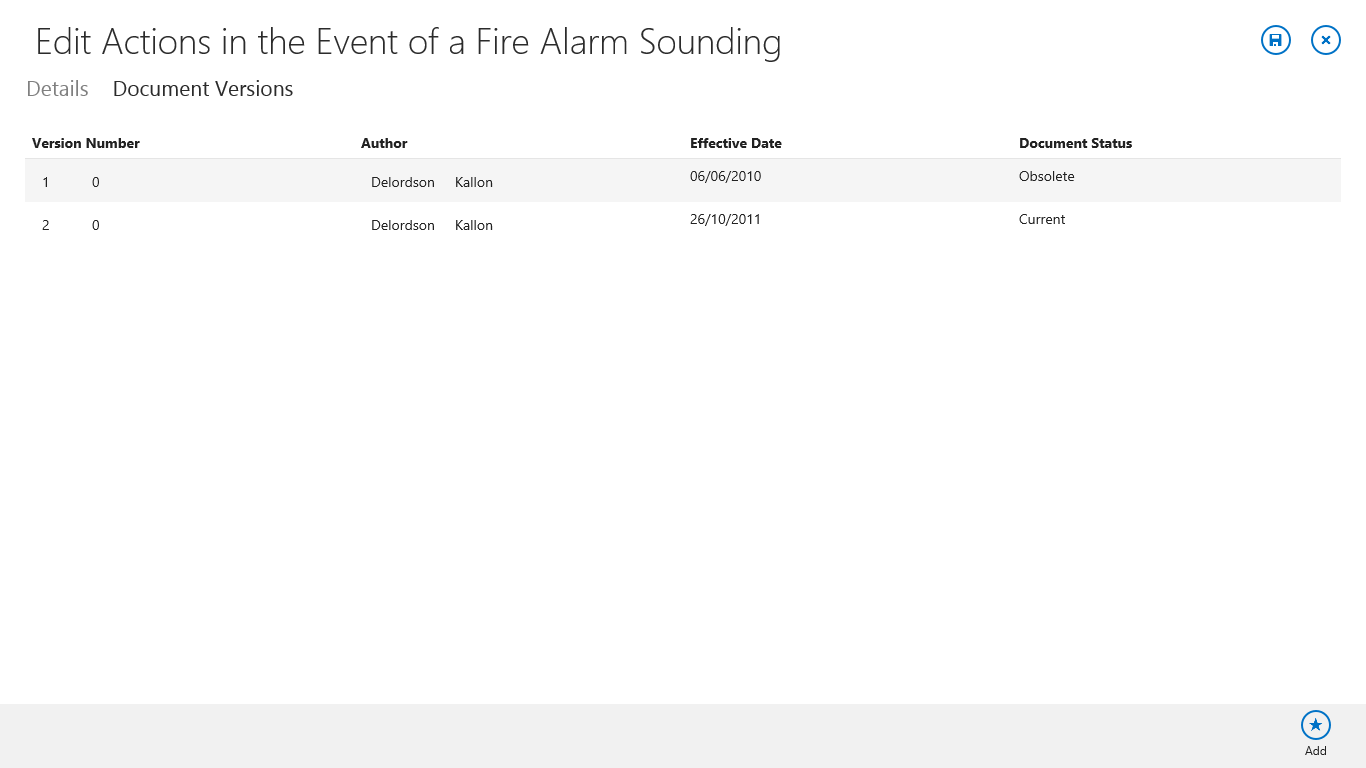 Edit Actions in the Event of a Fire Alarm Sounding
Details Document Versions
Version Number Author Effective Date Document Status
1 0 Delordson Kallon 06/06/2010 Obsolete
2 0 Delordson Kallon 26/10/2011 Current
Add